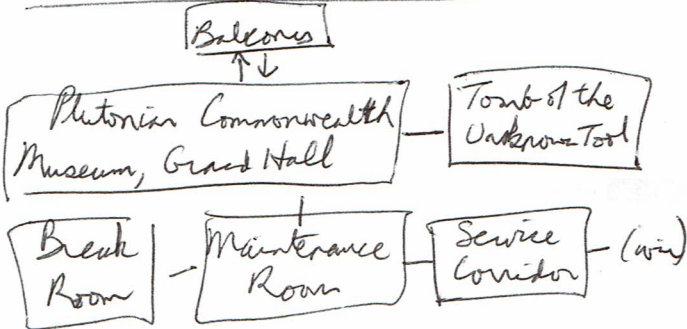 Balcony
Plutonian Commonwealth
Museum, Grand Hall
Tomb of the
Unknown Tool
Break
Room
Maintenance
Room
Service
Corridor
(win)